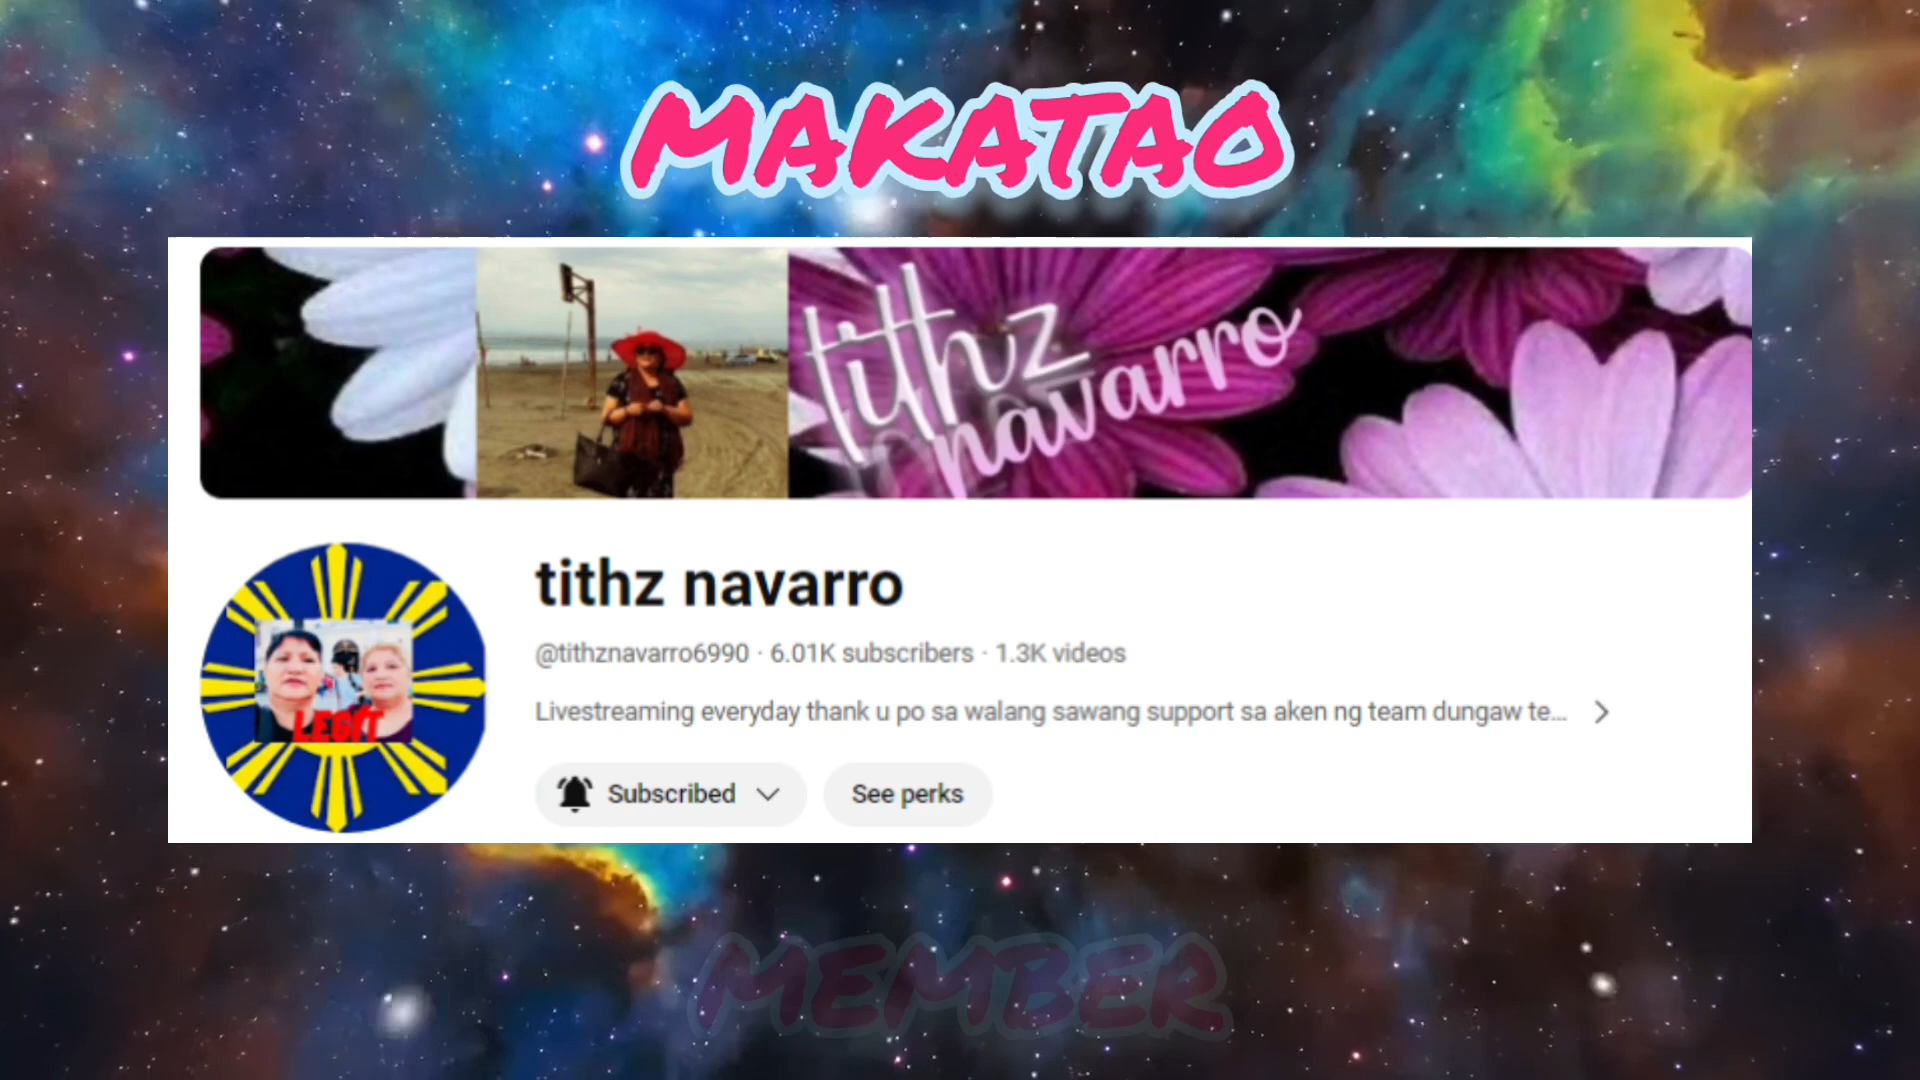 MAKATAO
tithz
navarro
tithz navarro
@tithznavarro6990 · 6.01K subscribers · 1.3K videos
Livestreaming everyday thank u po sa walang sawang support sa aken ng team dungaw te...
LEGIT
Subscribed
See perks
MEMBER